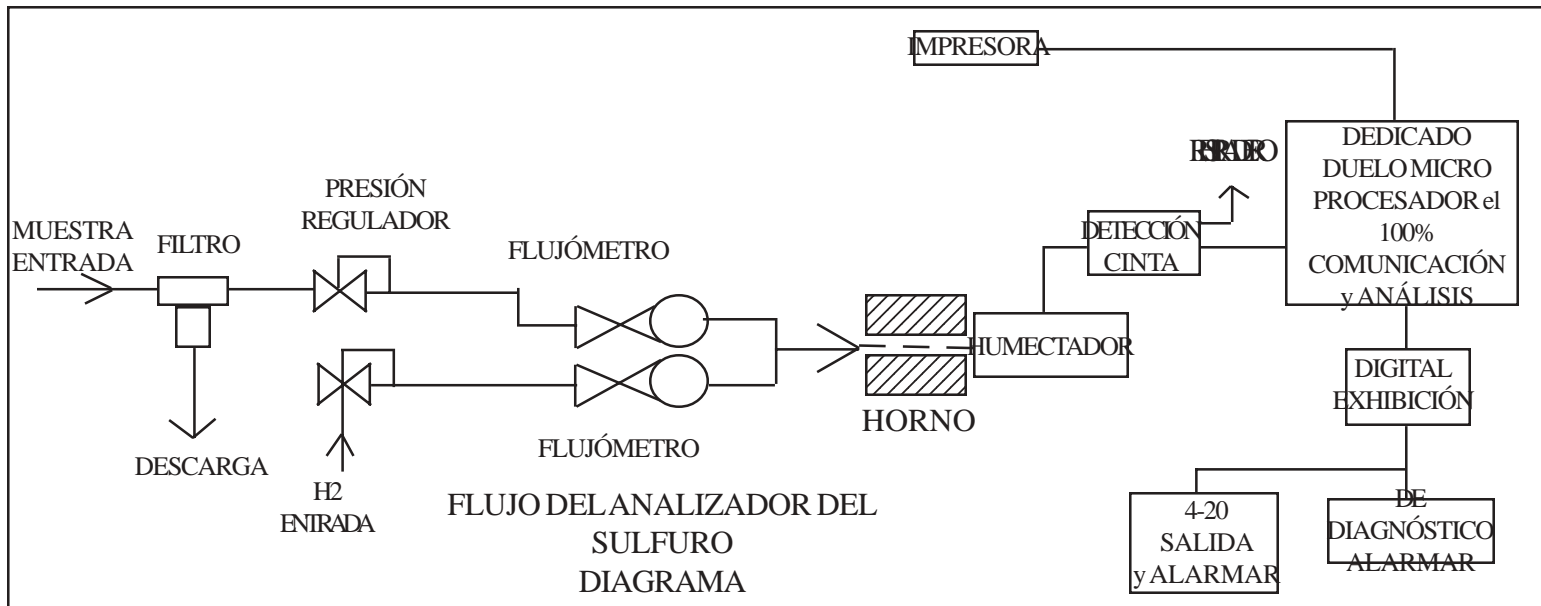 IMPRESORA
DEDICADO
DUELO MICRO
PROCESADOR el
100%
COMUNICACIÓN
y ANÁLISIS
PRESIÓN
REGULADOR
MUESTRA
ENTRADA
FILTRO
FLUJÓMETRO
DETECCIÓN
CINTA
HUMECTADOR
DIGITAL
EXHIBICIÓN
HORNO
FLUJÓMETRO
DESCARGA
H2
ENTRADA
FLUJO DEL ANALIZADOR DEL
SULFURO
DIAGRAMA
4-20
SALIDA
y ALARMAR
DE
DIAGNÓSTICO
ALARMAR